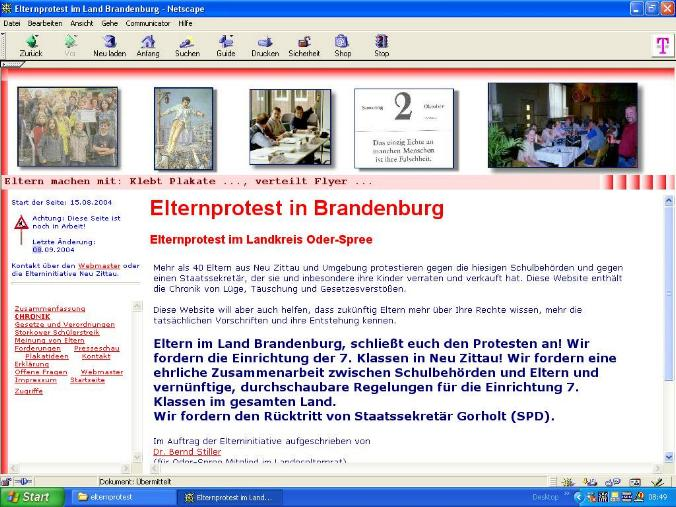 Elternprotest im Land Brandenburg - Netscape
Datei Bearbeiten Ansicht Gehe Communicator Hilfe
Zurück Vor Neu laden Anfang Suchen Guide Drucken Sicherheit Shop Stop
T
Samstag 2 Oktober
Das einzig Echte an
manchen Menschen
ist ihre Falschheit.
Eltern machen mit: Klebt Plakate ..., verteilt Flyer ...
Start der Seite: 15.08.2004
Achtung: Diese Seite ist
noch in Arbeit!
Letzte Änderung:
08.09.2004
Kontakt über den Webmaster oder
die Elterninitiative Neu Zittau.
Zusammenfassung
CHRONIK
Gesetze und Verordnungen
Storkower Schülerstreik
Meinung von Eltern
Forderungen Presseschau
Plakatideen Kontakt
Erklärung
Offene Fragen Webmaster
Impressum Startseite
Zugriffe
Elternprotest in Brandenburg
Elternprotest im Landkreis Oder-Spree
Mehr als 40 Eltern aus Neu Zittau und Umgebung protestieren gegen die hiesigen Schulbehörden und gegen
einen Staatssekretär, der sie und inbesondere ihre Kinder verraten und verkauft hat. Diese Website enthält
die Chronik von Lüge, Täuschung und Gesetzesverstößen.
Diese Website will aber auch helfen, dass zukünftig Eltern mehr über Ihre Rechte wissen, mehr die
tatsächlichen Vorschriften und ihre Entstehung kennen.
Eltern im Land Brandenburg, schließt euch den Protesten an! Wir
fordern die Einrichtung der 7. Klassen in Neu Zittau! Wir fordern eine
ehrliche Zusammenarbeit zwischen Schulbehörden und Eltern und
vernünftige, durchschaubare Regelungen für die Einrichtung 7.
Klassen im gesamten Land.
Wir fordern den Rücktritt von Staatssekretär Gorholt (SPD).
Im Auftrag der Elterninitiative aufgeschrieben von
Dr. Bernd Stiller
(für Oder-Spree Mitglied im Landeselternrat)
Dokument: Übermittelt
Start elternprotest Elternprotest im Land... Desktop » 08:49